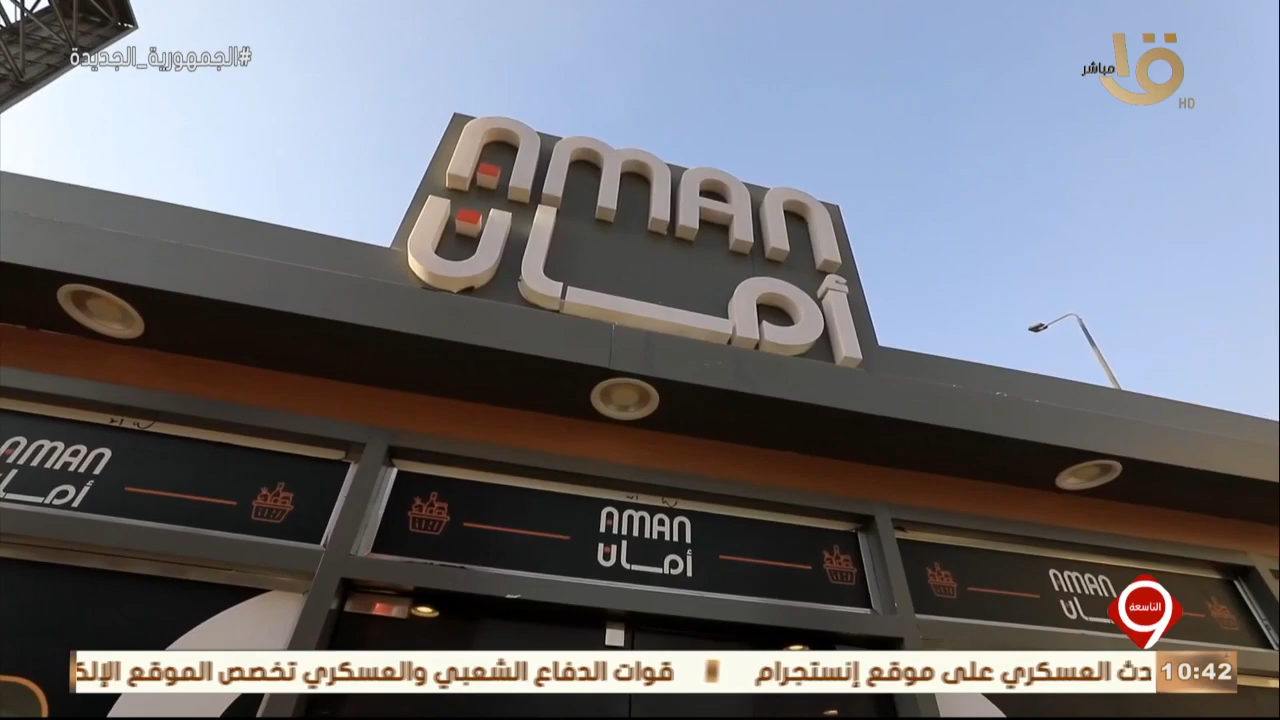 #الجمهورية_الجديدة
مباشر
HD
AMAN
أمان
AMAN
أمان
AMAN
أمان
AMAN
أمان
التاسعة
9
10:42 دث العسكري على موقع إنستجرام قوات الدفاع الشعبي والعسكري تخصص الموقع الإلك